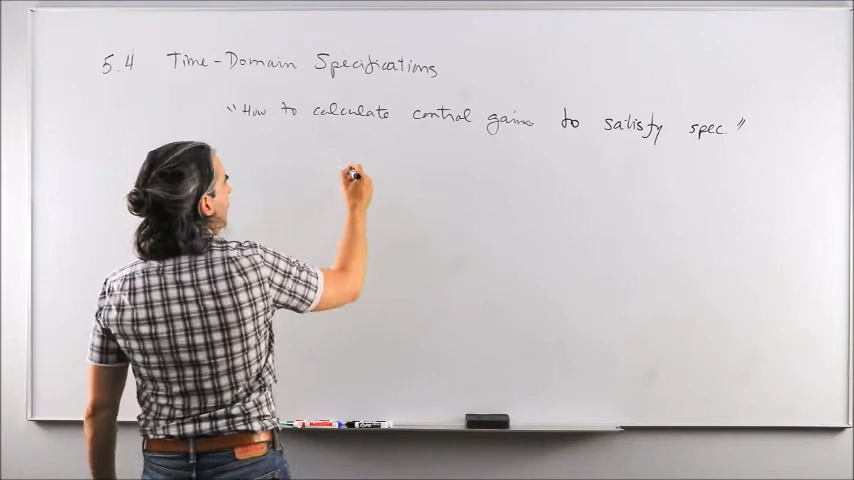 5.4 Time-Domain Specifications
"How to calculate control gains to satisfy spec."